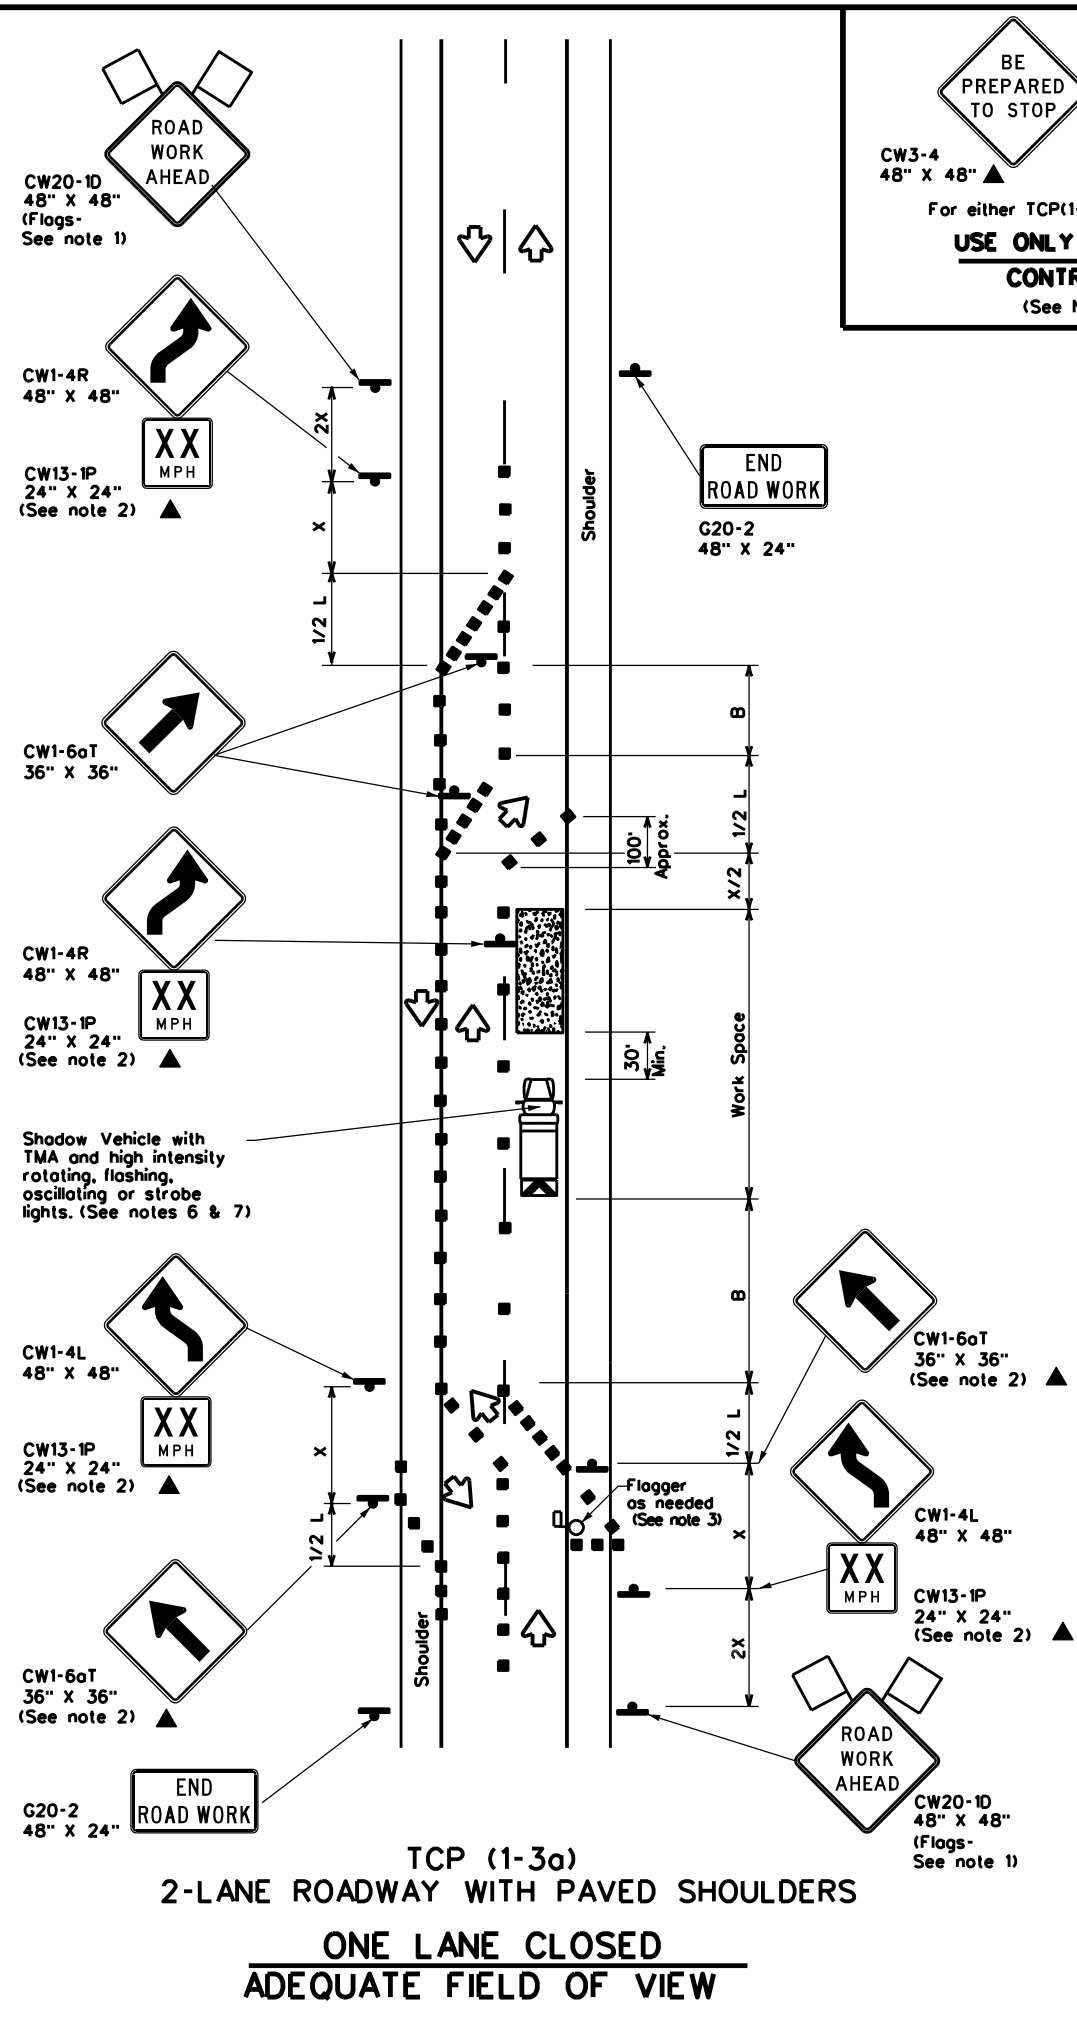 ROAD
WORK
AHEAD
CW20-1D
48" X 48"
(Flags-
See note 1)
CW1-4R
48" X 48"
XX
MPH
CW13-1P
24" X 24"
(See note 2)
2X
X
1/2 L
CW1-6aT
36" X 36"
CW1-4R
48" X 48"
XX
MPH
CW13-1P
24" X 24"
(See note 2)
Shadow Vehicle with
TMA and high intensity
rotating, flashing,
oscillating or strobe
lights. (See notes 6 & 7)
CW1-4L
48" X 48"
XX
MPH
CW13-1P
24" X 24"
(See note 2)
X
1/2 L
CW1-6aT
36" X 36"
(See note 2)
END
ROAD WORK
G20-2
48" X 24"
Shoulder
Shoulder
BE
PREPARED
TO STOP
CW3-4
48" X 48"
For either TCP(1-
USE ONLY
CONTR
(See
END
ROAD WORK
G20-2
48" X 24"
B
1/2 L
100'
Approx.
X/2
30'
Min.
Work Space
B
1/2 L
X
2X
Flagger
as needed
(See note 3)
CW1-6aT
36" X 36"
(See note 2)
CW1-4L
48" X 48"
XX
MPH
CW13-1P
24" X 24"
(See note 2)
ROAD
WORK
AHEAD
CW20-1D
48" X 48"
(Flags-
See note 1)
TCP (1-3a)
2-LANE ROADWAY WITH PAVED SHOULDERS
ONE LANE CLOSED
ADEQUATE FIELD OF VIEW